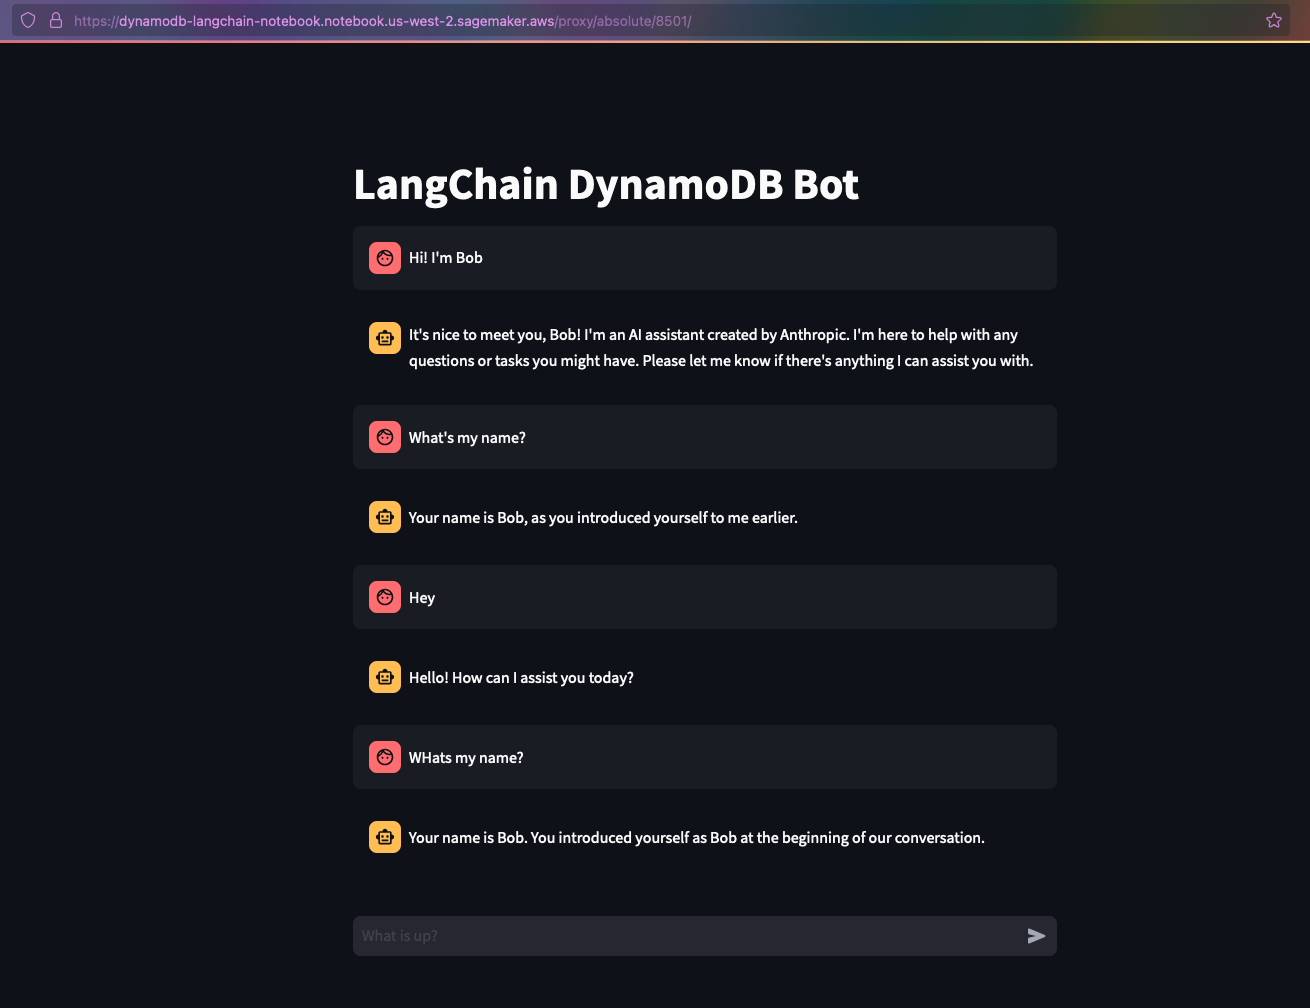 https://dynamodb-langchain-notebook.notebook.us-west-2.sagemaker.aws/proxy/absolute/8501/
LangChain DynamoDB Bot
Hi! I'm Bob
It's nice to meet you, Bob! I'm an AI assistant created by Anthropic. I'm here to help with any
questions or tasks you might have. Please let me know if there's anything I can assist you with.
What's my name?
Your name is Bob, as you introduced yourself to me earlier.
Hey
Hello! How can I assist you today?
WHats my name?
Your name is Bob. You introduced yourself as Bob at the beginning of our conversation.
What is up?